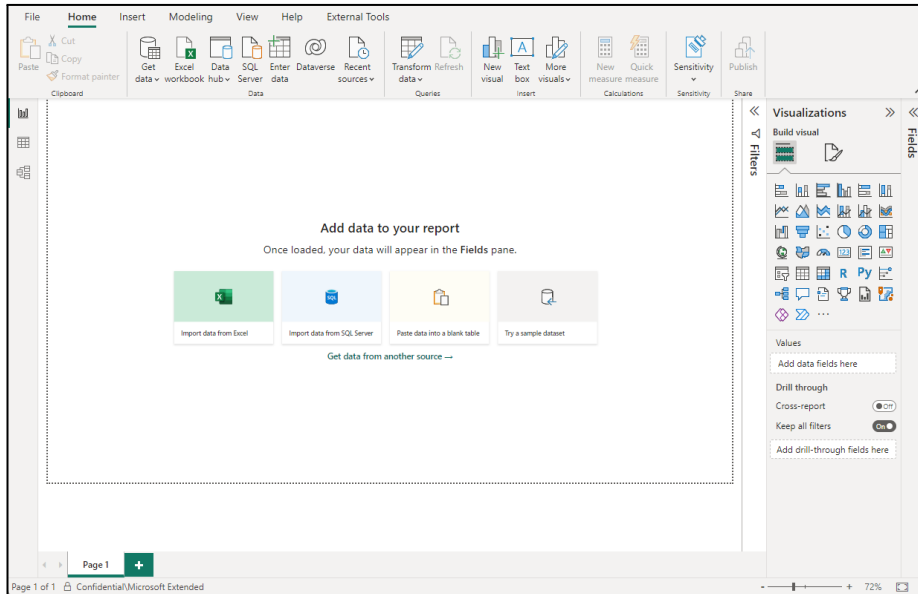 File Home Insert Modeling View Help External Tools
Paste
Cut
Copy
Format painter
Clipboard
Get data
Excel workbook
Data hub
SQL Server
Enter data
Dataverse
Recent sources
Data
Transform data
Refresh
Queries
New visual
Text box
More visuals
Insert
New measure
Quick measure
Calculations
Sensitivity
Sensitivity
Publish
Share
Filters
Visualizations
Build visual
Fields
123
R Py
Values
Add data fields here
Drill through
Cross-report Off
Keep all filters On
Add drill-through fields here
Add data to your report
Once loaded, your data will appear in the Fields pane.
Import data from Excel
SQL
Import data from SQL Server
Paste data into a blank table
Try a sample dataset
Get data from another source →
Page 1
+
Page 1 of 1 Confidential\Microsoft Extended
- + 72%